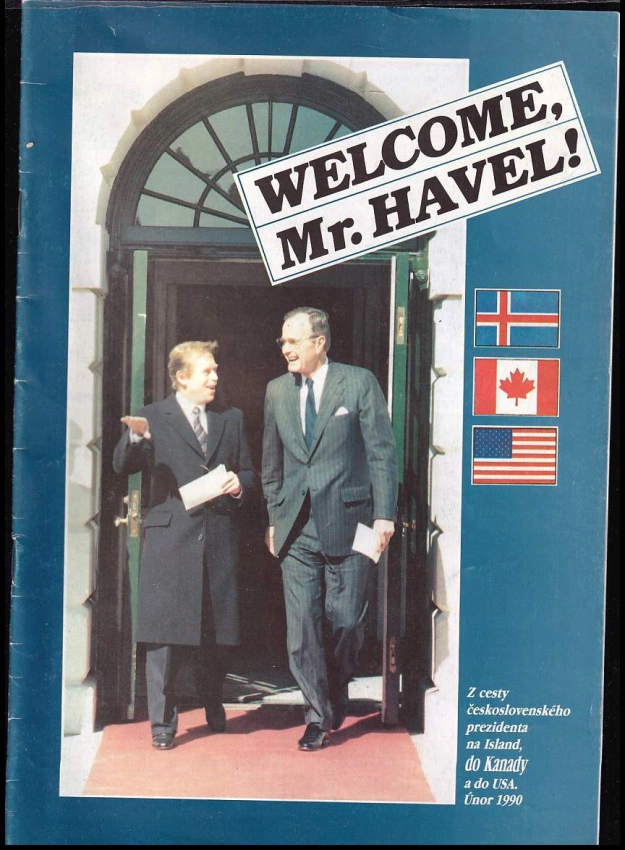 WELCOME,
Mr. HAVEL!
Z cesty
československého
prezidenta
na Island,
do Kanady
a do USA.
Únor 1990